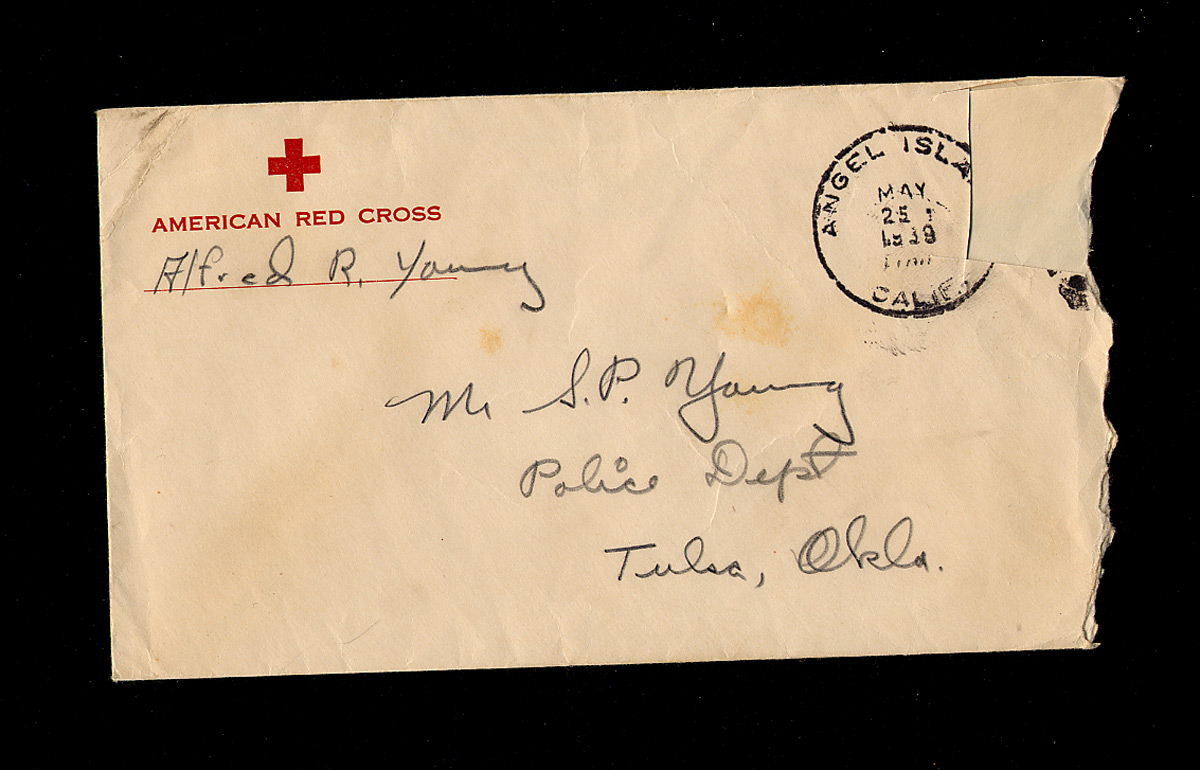 AMERICAN RED CROSS
Alfred R. Young
ANGEL ISLA
MAY
25
CALIF.
Mr S.P. Young
Police Dept
Tulsa, Okla.